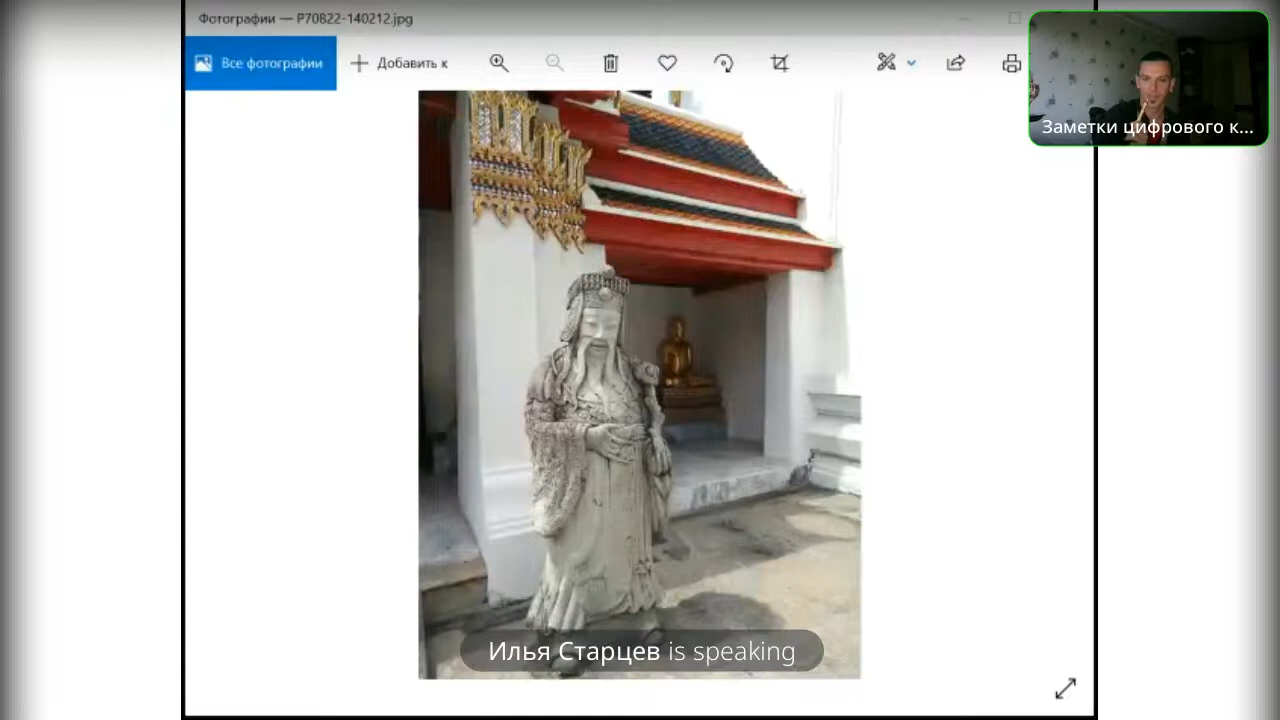 Фотографии — P70822-140212.jpg
Все фотографии
Добавить к
Заметки цифрового к...
Илья Старцев is speaking